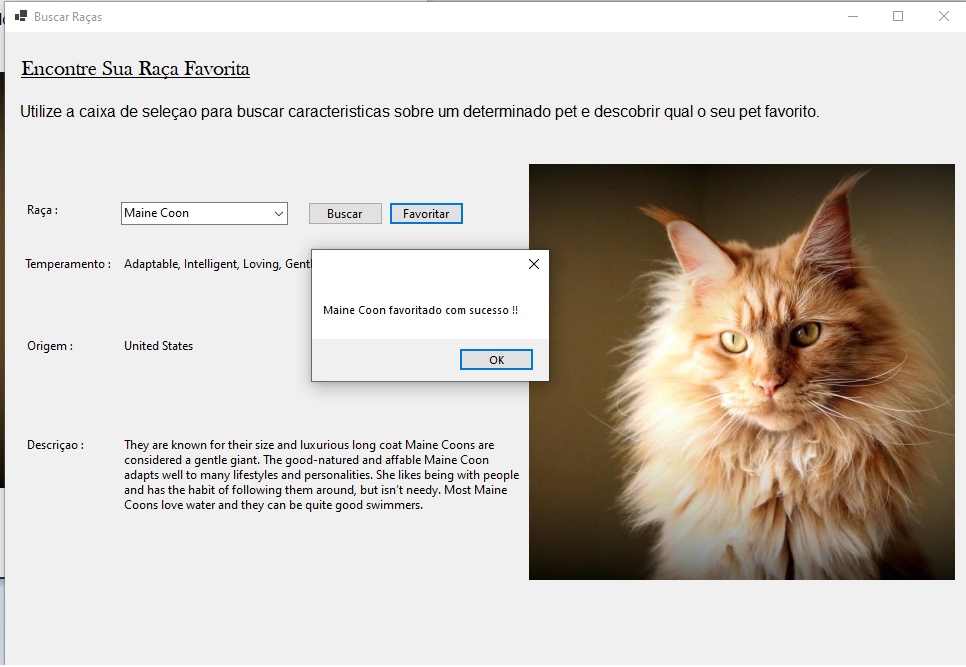 Buscar Raças
Encontre Sua Raça Favorita
Utilize a caixa de seleçao para buscar caracteristicas sobre um determinado pet e descobrir qual o seu pet favorito.
Raça :
Maine Coon
Buscar
Favoritar
Temperamento :
Adaptable, Intelligent, Loving,
Maine Coon favoritado com sucesso !!
OK
Origem :
United States
Descriçao :
They are known for their size and luxurious long coat Maine Coons are
considered a gentle giant. The good-natured and affable Maine Coon
adapts well to many lifestyles and personalities. She likes being with people
and has the habit of following them around, but isn't needy. Most Maine
Coons love water and they can be quite good swimmers.